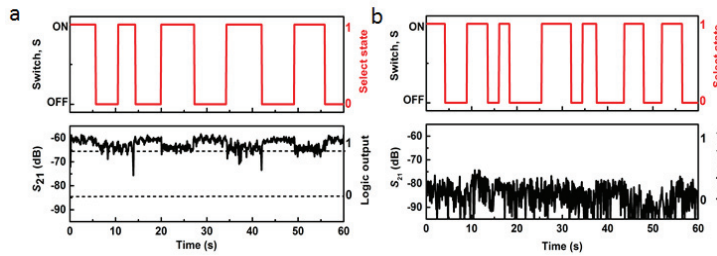 a
ON
OFF
Switch, S
1
0
Select state
-60
-70
-80
-90
S21 (dB)
1
0
Logic output
0 10 20 30 40 50 60
Time (s)
b
ON
OFF
Switch, S
1
0
Select state
-60
-70
-80
-90
S21 (dB)
1
0
0 10 20 30 40 50 60
Time (s)